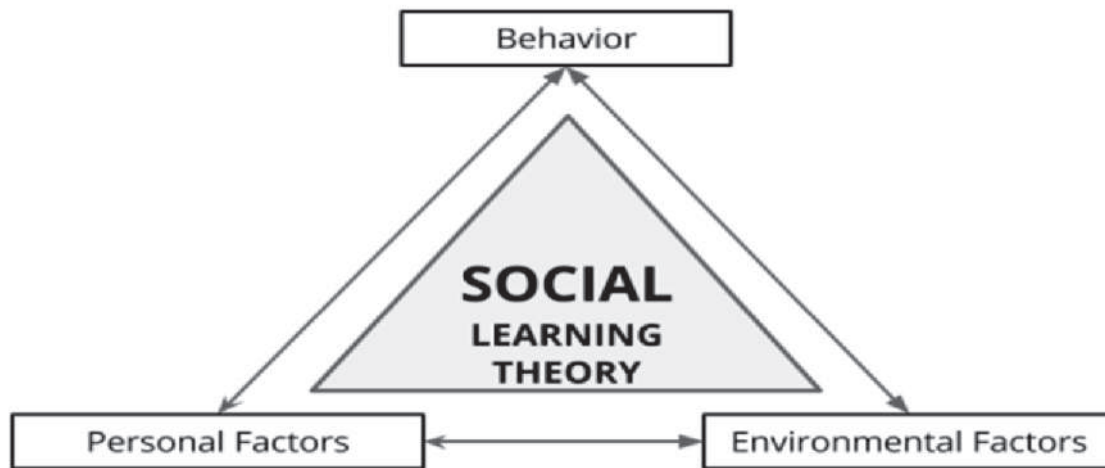 Behavior
SOCIAL
LEARNING
THEORY
Personal Factors
Environmental Factors